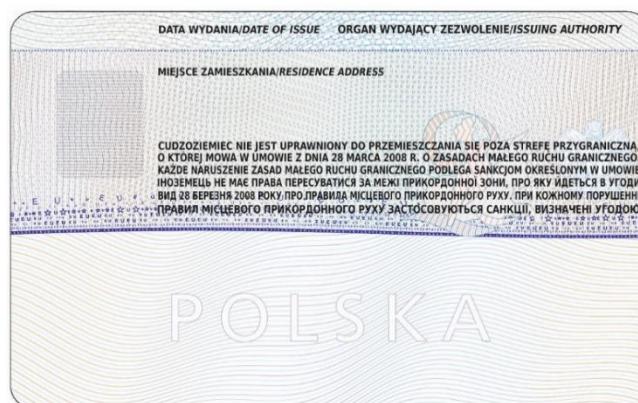 DATA WYDANIA/DATE OF ISSUE ORGAN WYDAJĄCY ZEZWOLENIE/ISSUING AUTHORITY
MIEJSCE ZAMIESZKANIA/RESIDENCE ADDRESS
CUDZOZIEMIEC NIE JEST UPRAWNIONY DO PRZEMIESZCZANIA SIĘ POZA STREFĘ PRZYGRANICZNĄ,
O KTÓREJ MOWA W UMOWIE Z DNIA 28 MARCA 2008 R. O ZASADACH MAŁEGO RUCHU GRANICZNEGO.
KAŻDE NARUSZENIE ZASAD MAŁEGO RUCHU GRANICZNEGO PODLEGA SANKCJOM OKREŚLONYM W UMOWIE
ІНОЗЕМЕЦЬ НЕ МАЄ ПРАВА ПЕРЕСУВАТИСЯ ЗА МЕЖІ ПРИКОРДОННОЇ ЗОНИ, ПРО ЯКУ ЙДЕТЬСЯ В УГОДІ
ВИД 28 БЕРЕЗНЯ 2008 РОКУ ПРО ПРАВИЛА МІСЦЕВОГО ПРИКОРДОННОГО РУХУ. ПРИ КОЖНОМУ ПОРУШЕНН
ПРАВИЛ МІСЦЕВОГО ПРИКОРДОННОГО РУХУ ЗАСТОСОВУЮТЬСЯ САНКЦІЇ, ВИЗНАЧЕНІ УГОДОЮ
POLSKA